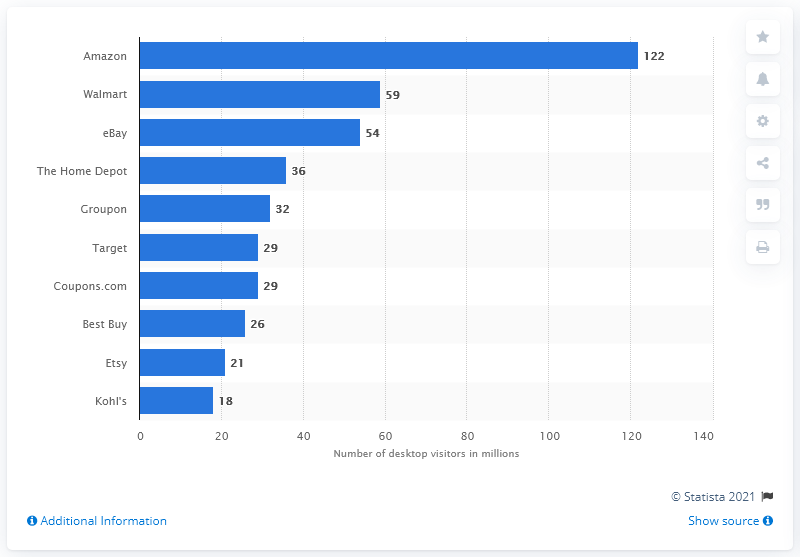 Amazon 122
Walmart 59
eBay 54
The Home Depot 36
Groupon 32
Target 29
Coupons.com 29
Best Buy 26
Etsy 21
Kohl's 18
0 20 40 60 80 100 120 140
Number of desktop visitors in millions
© Statista 2021
Additional Information Show source